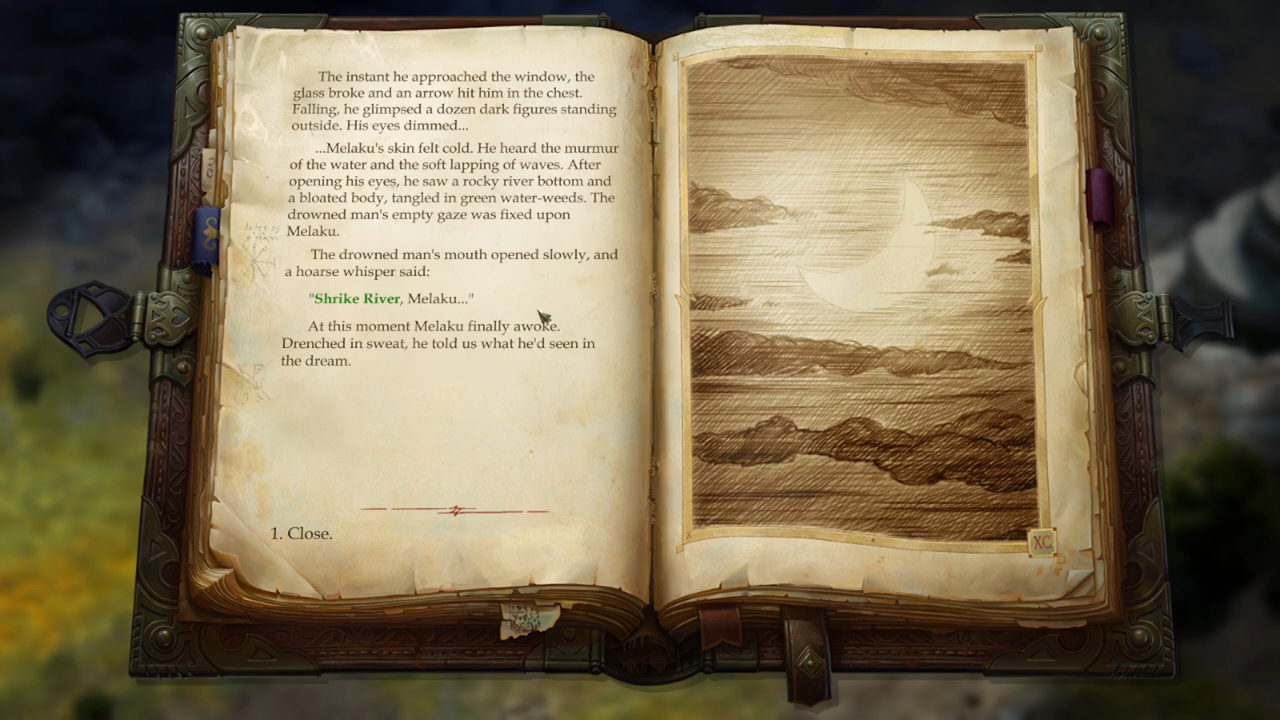 The instant he approached the window, the
glass broke and an arrow hit him in the chest.
Falling, he glimpsed a dozen dark figures standing
outside. His eyes dimmed...
...Melaku's skin felt cold. He heard the murmur
of the water and the soft lapping of waves. After
opening his eyes, he saw a rocky river bottom and
a bloated body, tangled in green water-weeds. The
drowned man's empty gaze was fixed upon
Melaku.
The drowned man's mouth opened slowly, and
a hoarse whisper said:
"Shrike River, Melaku..."
At this moment Melaku finally awoke.
Drenched in sweat, he told us what he'd seen in
the dream.
1. Close.
XC